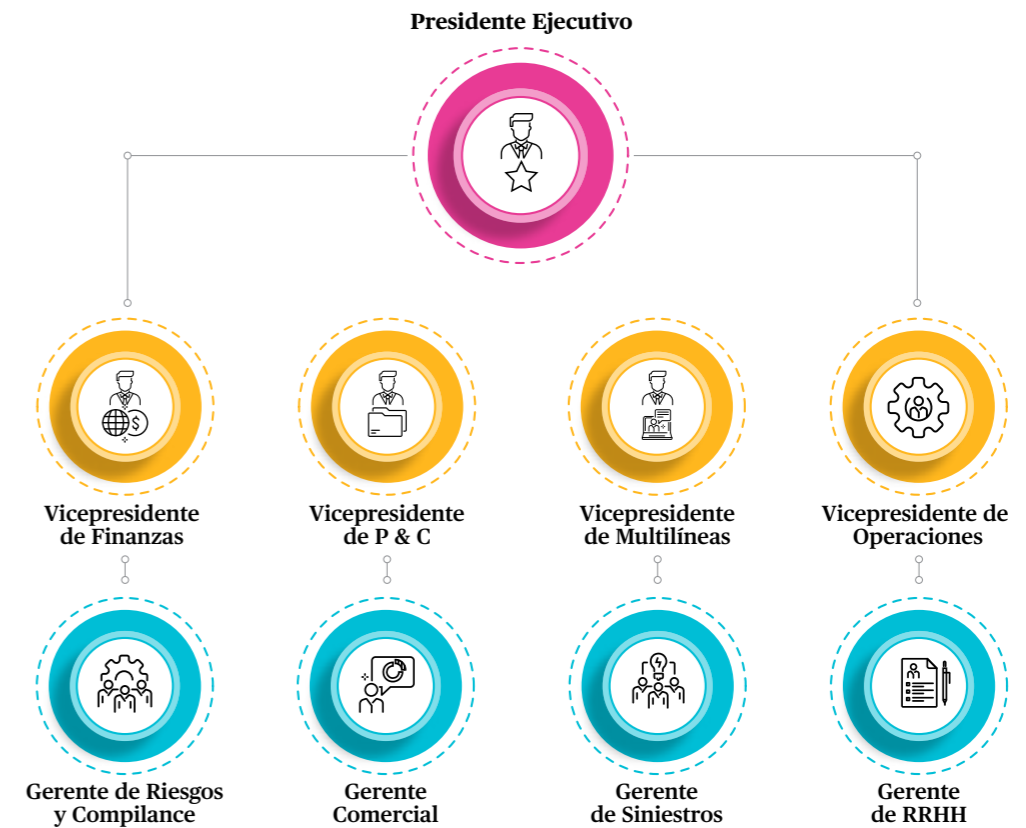 Presidente Ejecutivo
Vicepresidente
de Finanzas
Vicepresidente
de P & C
Vicepresidente
de Multilíneas
Vicepresidente de
Operaciones
Gerente de Riesgos
y Compilance
Gerente
Comercial
Gerente
de Siniestros
Gerente
de RRHH